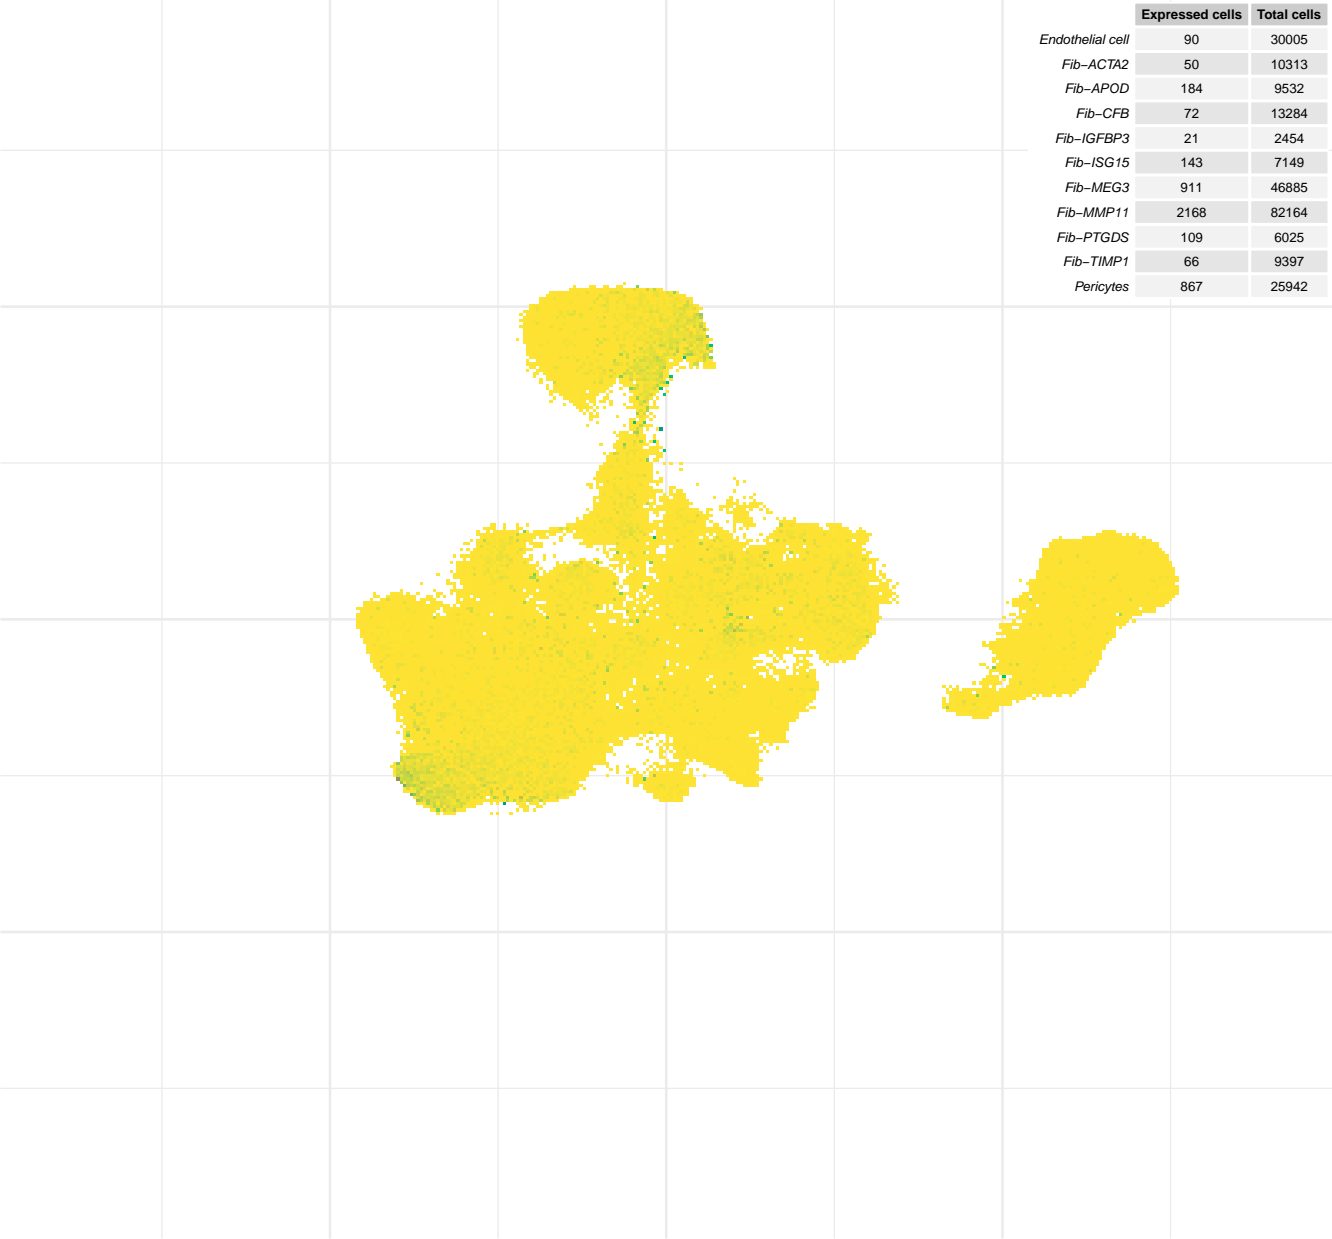 Expressed cells Total cells
Endothelial cell 90 30005
Fib−ACTA2 50 10313
Fib−APOD 184 9532
Fib−CFB 72 13284
Fib−IGFBP3 21 2454
Fib−ISG15 143 7149
Fib−MEG3 911 46885
Fib−MMP11 2168 82164
Fib−PTGDS 109 6025
Fib−TIMP1 66 9397
Pericytes 867 25942